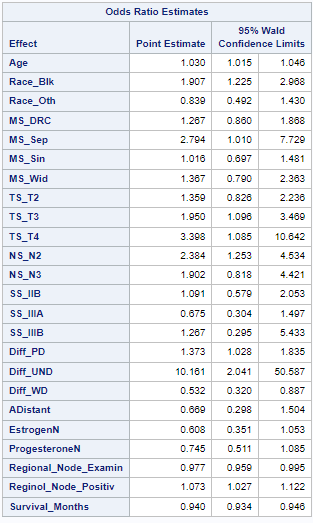 Odds Ratio Estimates
Effect Point Estimate 95% Wald Confidence Limits
Age 1.030 1.015 1.046
Race_Blk 1.907 1.225 2.968
Race_Oth 0.839 0.492 1.430
MS_DRC 1.267 0.860 1.868
MS_Sep 2.794 1.010 7.729
MS_Sin 1.016 0.697 1.481
MS_Wid 1.367 0.790 2.363
TS_T2 1.359 0.826 2.236
TS_T3 1.950 1.096 3.469
TS_T4 3.398 1.085 10.642
NS_N2 2.384 1.253 4.534
NS_N3 1.902 0.818 4.421
SS_IIB 1.091 0.579 2.053
SS_IIIA 0.675 0.304 1.497
SS_IIIB 1.267 0.295 5.433
Diff_PD 1.373 1.028 1.835
Diff_UND 10.161 2.041 50.587
Diff_WD 0.532 0.320 0.887
ADistant 0.669 0.298 1.504
EstrogenN 0.608 0.351 1.053
ProgesteroneN 0.745 0.511 1.085
Regional_Node_Examin 0.977 0.959 0.995
Reginol_Node_Positiv 1.073 1.027 1.122
Survival_Months 0.940 0.934 0.946